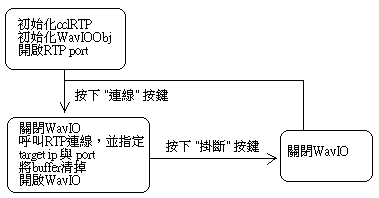 初始化cclRTP
初始化WavIOObj
開啟RTP port
按下 "連線" 按鍵
關閉WavIO
呼叫RTP連線，並指定
target ip 與 port
將buffer清掉
開啟WavIO
按下 "掛斷" 按鍵
關閉WavIO